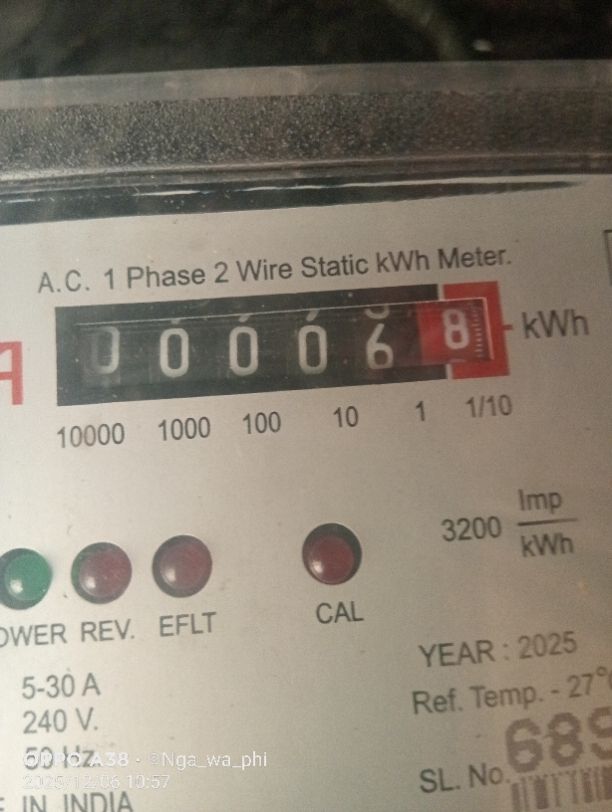 A.C. 1 Phase 2 Wire Static kWh Meter.
0 0 0 0 6 8 kWh
10000 1000 100 10 1 1/10
3200 Imp/kWh
REV. EFLT CAL
YEAR : 2025
5-30 A
Ref. Temp. - 27°
240 V.
50 Hz
SL. No.
OPPO A38 · @Nga_wa_phi
2025/12/06 10:57
IN INDIA